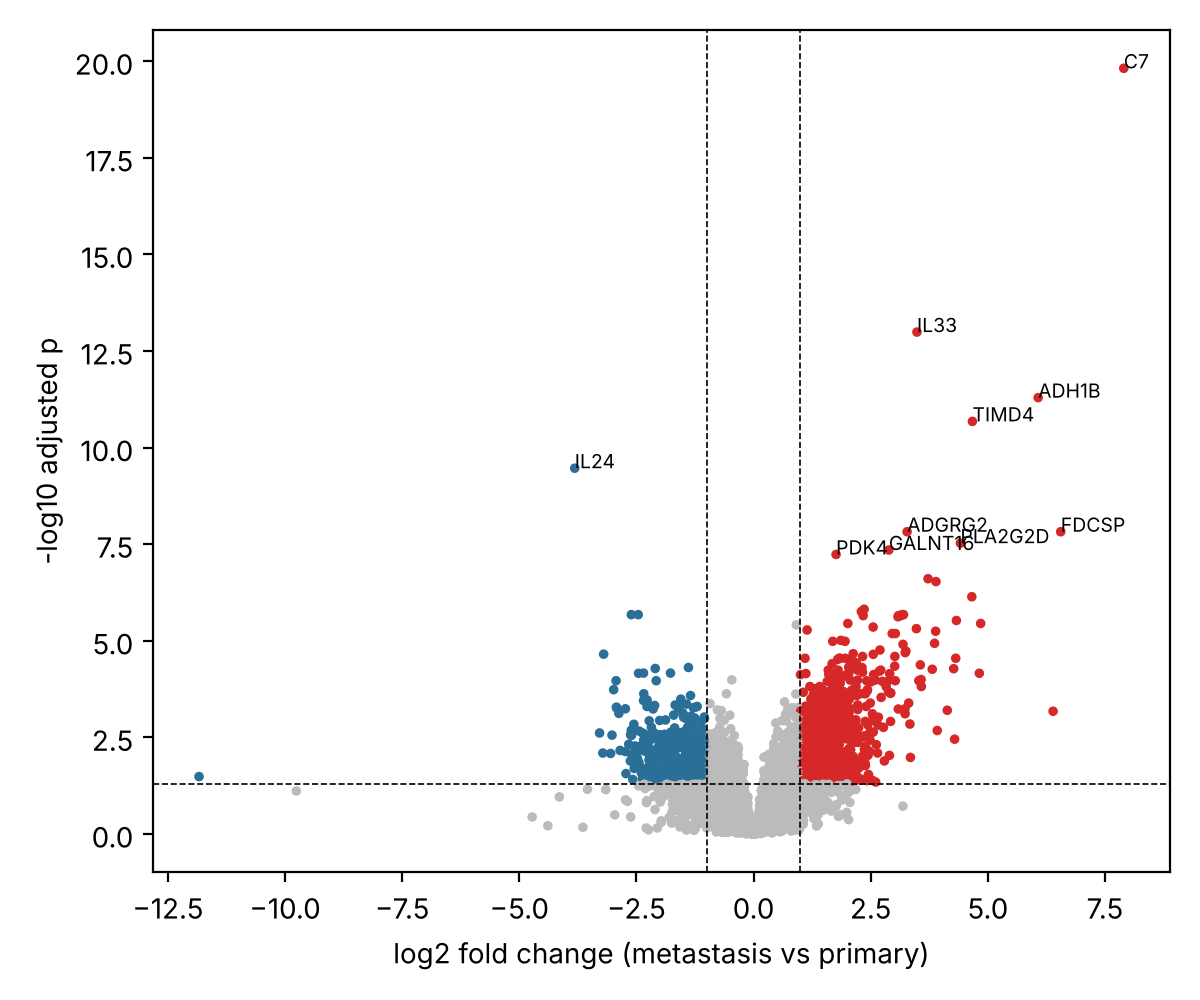 20.0
17.5
15.0
12.5
10.0
7.5
5.0
2.5
0.0
-log10 adjusted p
C7
IL33
ADH1B
TIMD4
IL24
ADGRG2
FDCSP
PLA2G2D
GALNT16
PDK4
−12.5 −10.0 −7.5 −5.0 −2.5 0.0 2.5 5.0 7.5
log2 fold change (metastasis vs primary)